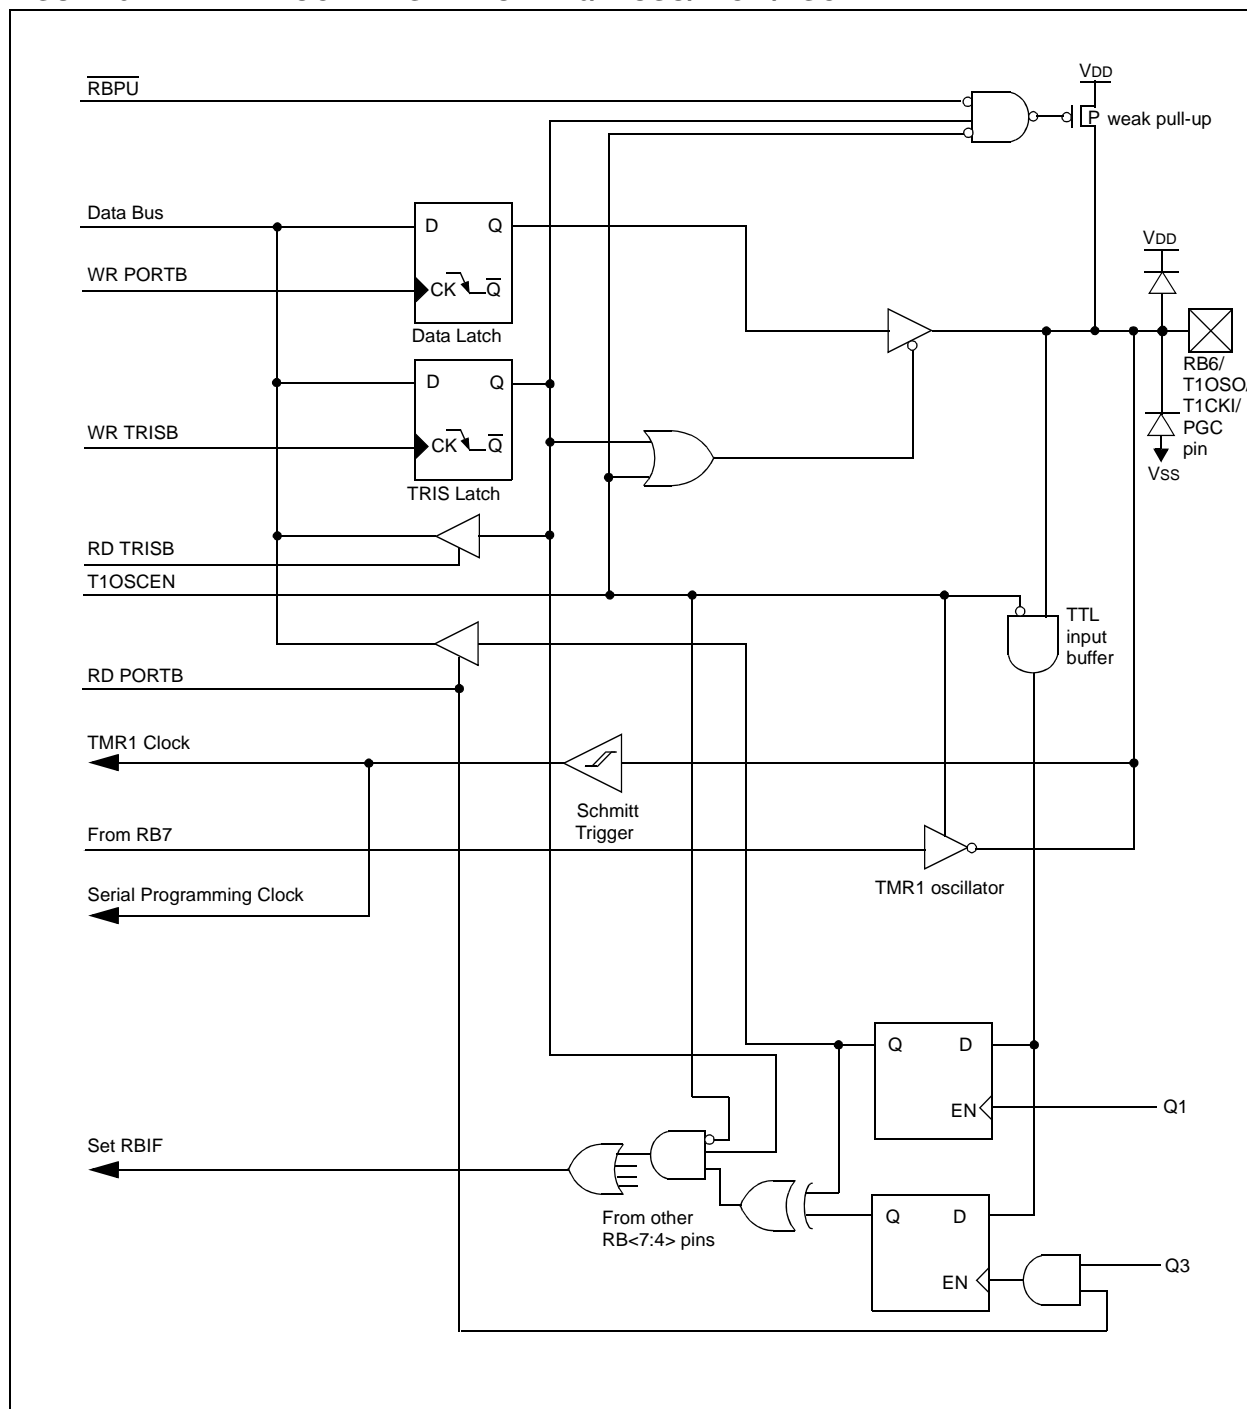 RBPU
VDD
P weak pull-up
Data Bus
D Q
VDD
WR PORTB
CK Q
Data Latch
RB6/
T1OSO/
T1CKI/
PGC
pin
D Q
WR TRISB
CK Q
VSS
TRIS Latch
RD TRISB
T1OSCEN
TTL
input
buffer
RD PORTB
TMR1 Clock
Schmitt
Trigger
From RB7
TMR1 oscillator
Serial Programming Clock
Q D
EN
Q1
Set RBIF
From other
RB<7:4> pins
Q D
EN
Q3